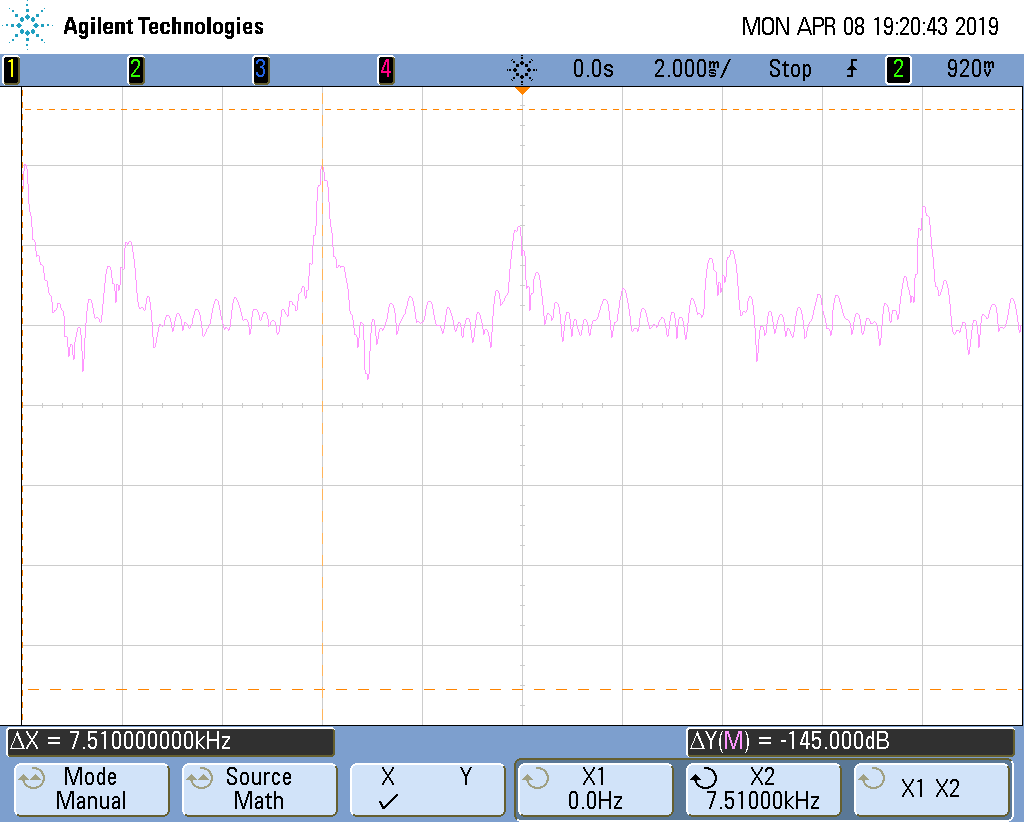 Agilent Technologies
MON APR 08 19:20:43 2019
1 2 3 4 0.0s 2.000ms/ Stop 2 920mV
ΔX = 7.510000000kHz
ΔY(M) = -145.000dB
Mode
Manual
Source
Math
X Y
✓
X1
0.0Hz
X2
7.51000kHz
X1 X2